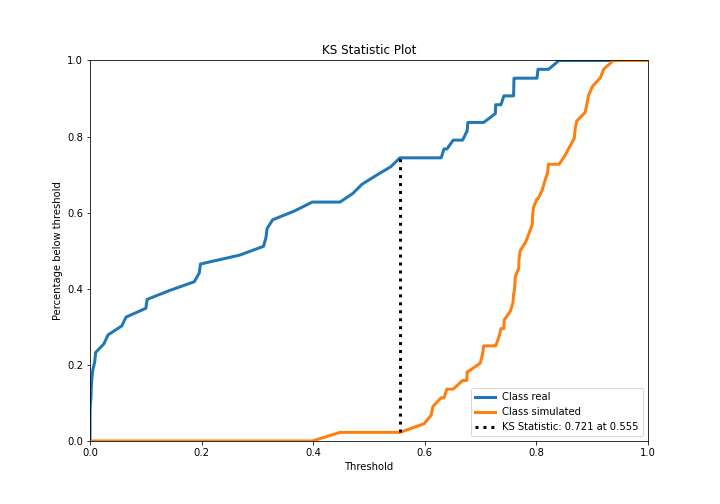 KS Statistic Plot
Percentage below threshold
1.0
0.8
0.6
0.4
0.2
0.0
0.0 0.2 0.4 0.6 0.8 1.0
Threshold
Class real
Class simulated
KS Statistic: 0.721 at 0.555